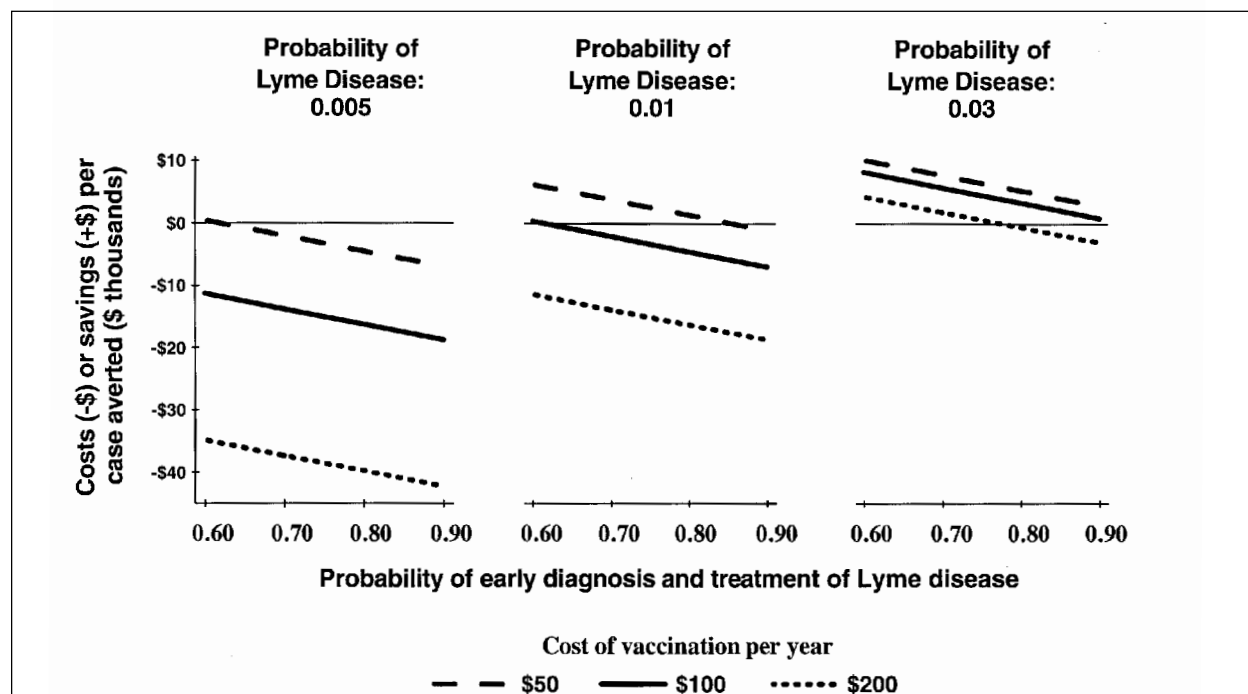 Probability of
Lyme Disease:
0.005
Probability of
Lyme Disease:
0.01
Probability of
Lyme Disease:
0.03
Costs (-$) or savings (+$) per
case averted ($ thousands)
$10
$0
-$10
-$20
-$30
-$40
0.60 0.70 0.80 0.90
0.60 0.70 0.80 0.90
0.60 0.70 0.80 0.90
Probability of early diagnosis and treatment of Lyme disease
Cost of vaccination per year
$50 $100 $200